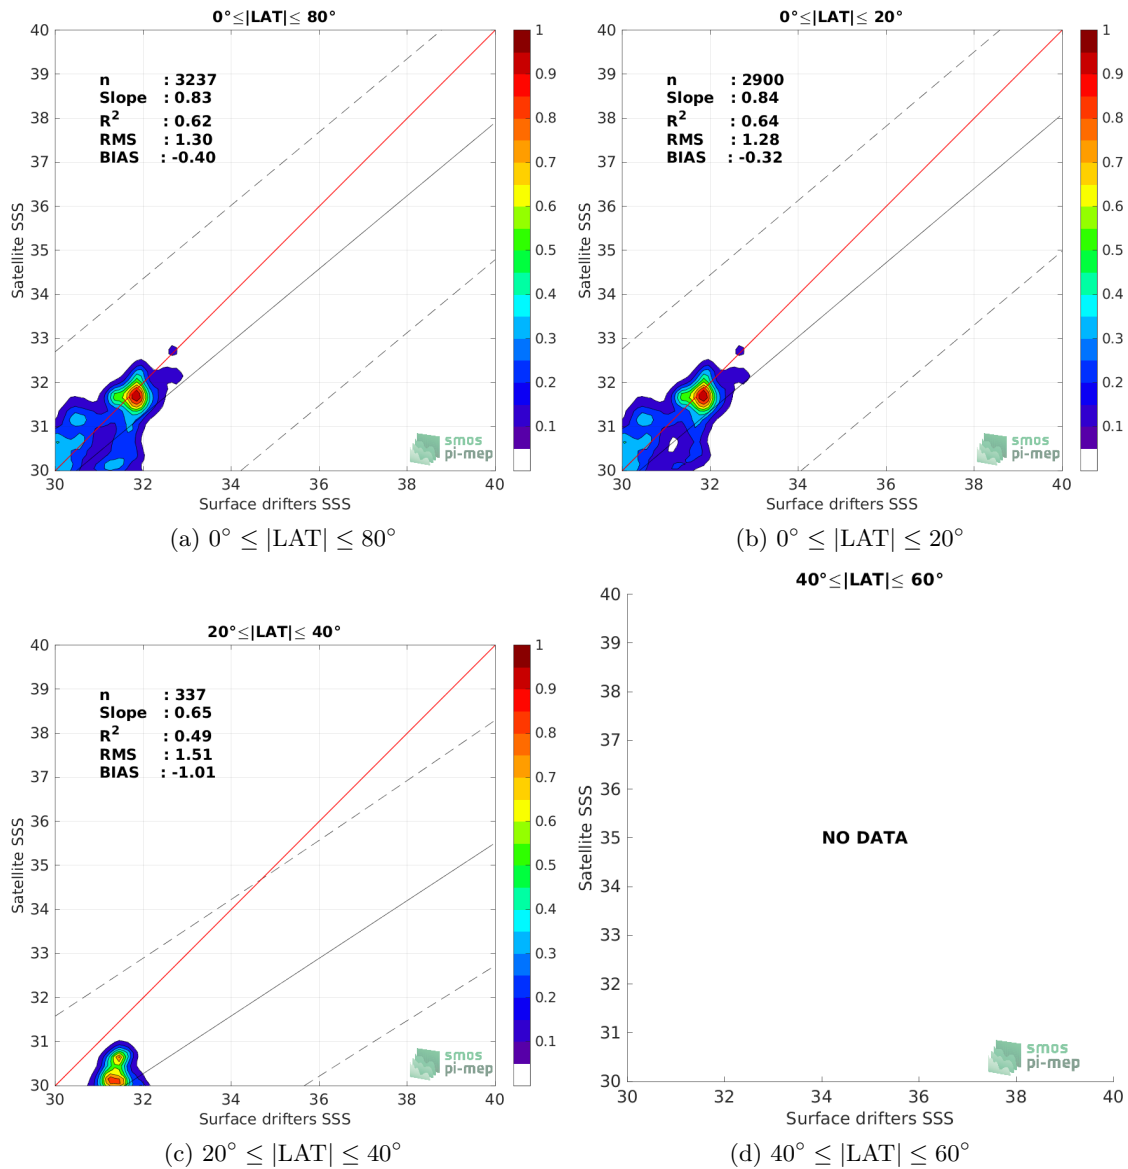 0°≤|LAT|≤ 80°
40
39
38
37
36
35
34
33
32
31
30
Satellite SSS
n : 3237
Slope : 0.83
R² : 0.62
RMS : 1.30
BIAS : -0.40
smos
pi-mep
30 32 34 36 38 40
Surface drifters SSS
1
0.9
0.8
0.7
0.6
0.5
0.4
0.3
0.2
0.1
(a) 0° ≤ |LAT| ≤ 80°
0°≤|LAT|≤ 20°
40
39
38
37
36
35
34
33
32
31
30
Satellite SSS
n : 2900
Slope : 0.84
R² : 0.64
RMS : 1.28
BIAS : -0.32
smos
pi-mep
30 32 34 36 38 40
Surface drifters SSS
1
0.9
0.8
0.7
0.6
0.5
0.4
0.3
0.2
0.1
(b) 0° ≤ |LAT| ≤ 20°
20°≤|LAT|≤ 40°
40
39
38
37
36
35
34
33
32
31
30
Satellite SSS
n : 337
Slope : 0.65
R² : 0.49
RMS : 1.51
BIAS : -1.01
smos
pi-mep
30 32 34 36 38 40
Surface drifters SSS
1
0.9
0.8
0.7
0.6
0.5
0.4
0.3
0.2
0.1
(c) 20° ≤ |LAT| ≤ 40°
40°≤|LAT|≤ 60°
40
39
38
37
36
35
34
33
32
31
30
Satellite SSS
NO DATA
smos
pi-mep
30 32 34 36 38 40
Surface drifters SSS
(d) 40° ≤ |LAT| ≤ 60°